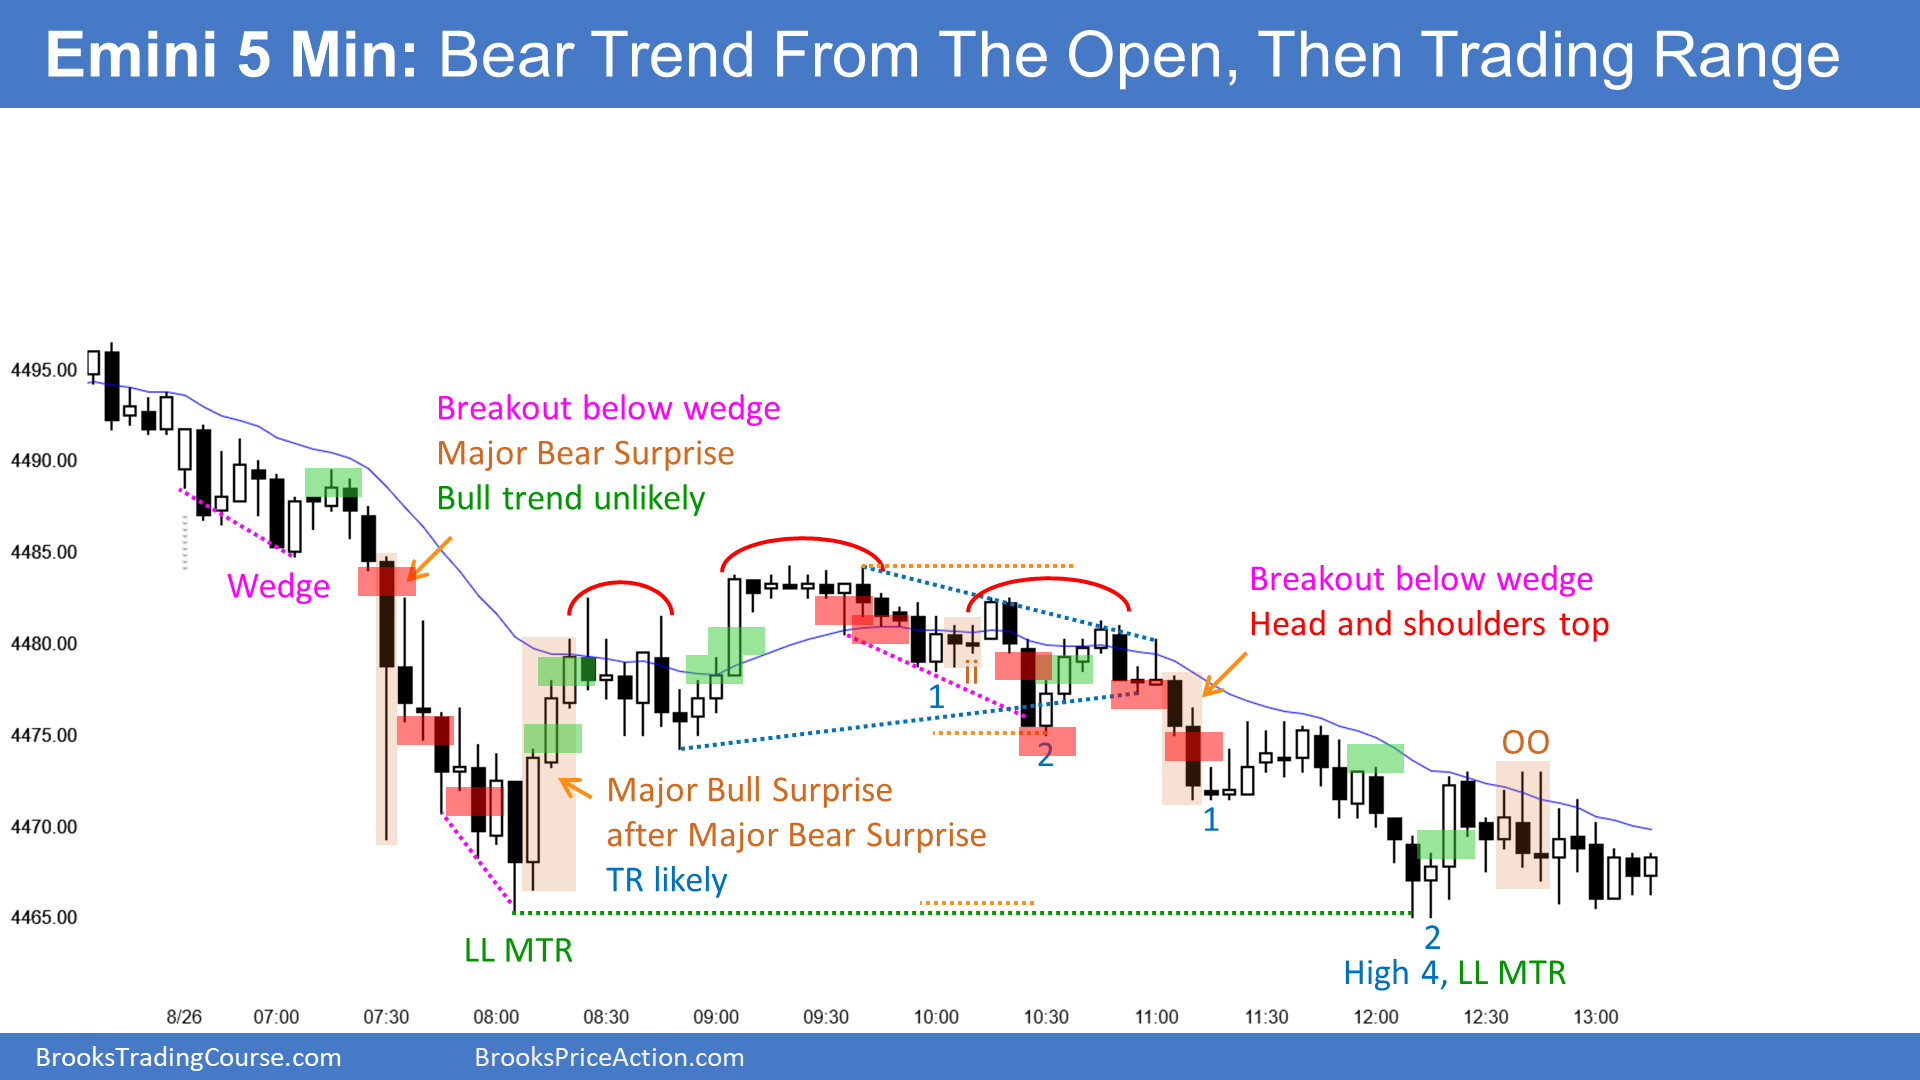 Emini 5 Min: Bear Trend From The Open, Then Trading Range
4495.00
4490.00
4485.00
4480.00
4475.00
4470.00
4465.00
Breakout below wedge
Major Bear Surprise
Bull trend unlikely
Wedge
LL MTR
Major Bull Surprise
after Major Bear Surprise
TR likely
1
ii
2
Breakout below wedge
Head and shoulders top
1
OO
2
High 4, LL MTR
8/26 07:00 07:30 08:00 08:30 09:00 09:30 10:00 10:30 11:00 11:30 12:00 12:30 13:00
BrooksTradingCourse.com BrooksPriceAction.com